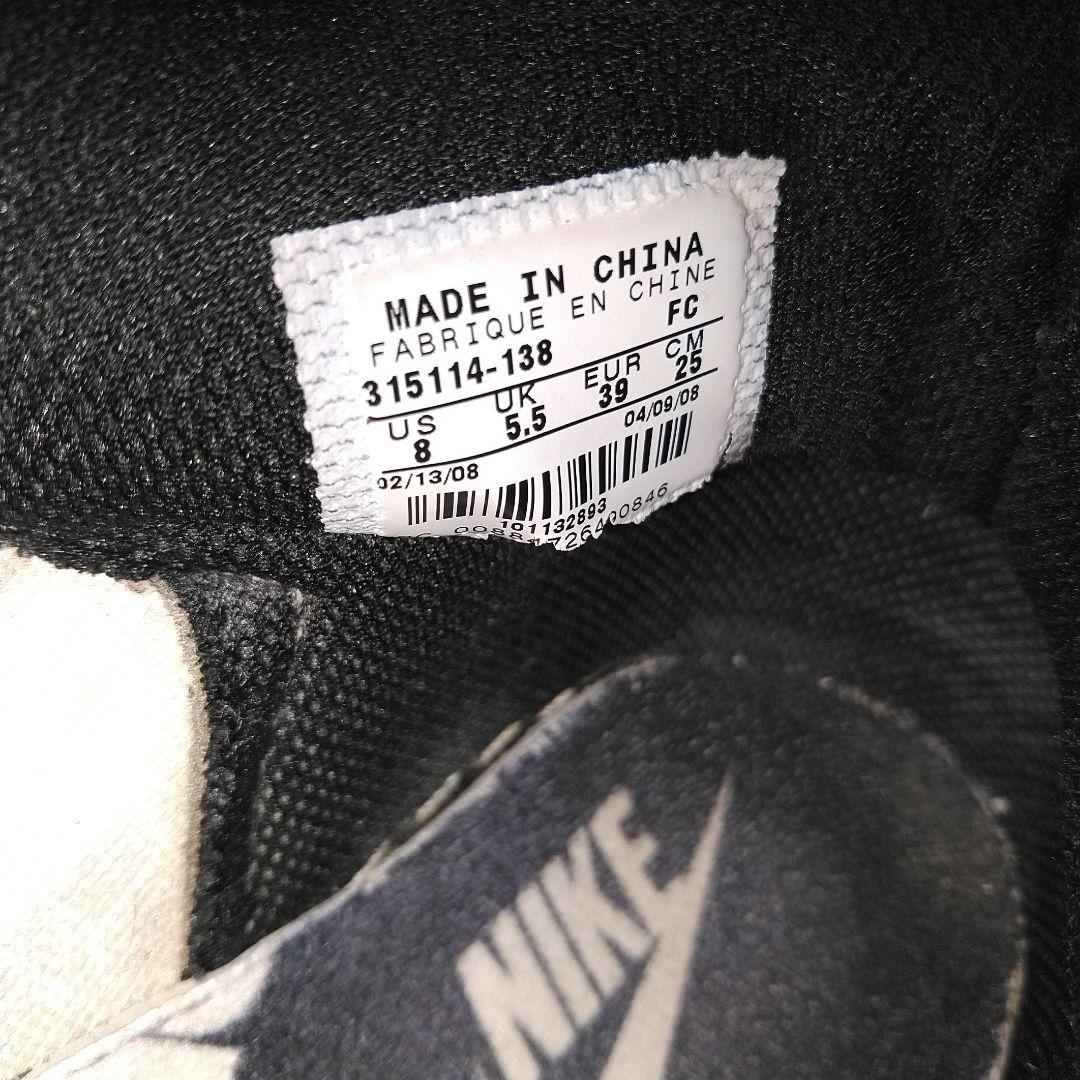 MADE IN CHINA
FABRIQUE EN CHINE
315114-138 FC
US UK EUR CM
8 5.5 39 25
02/13/08 04/09/08
101132893
NIKE